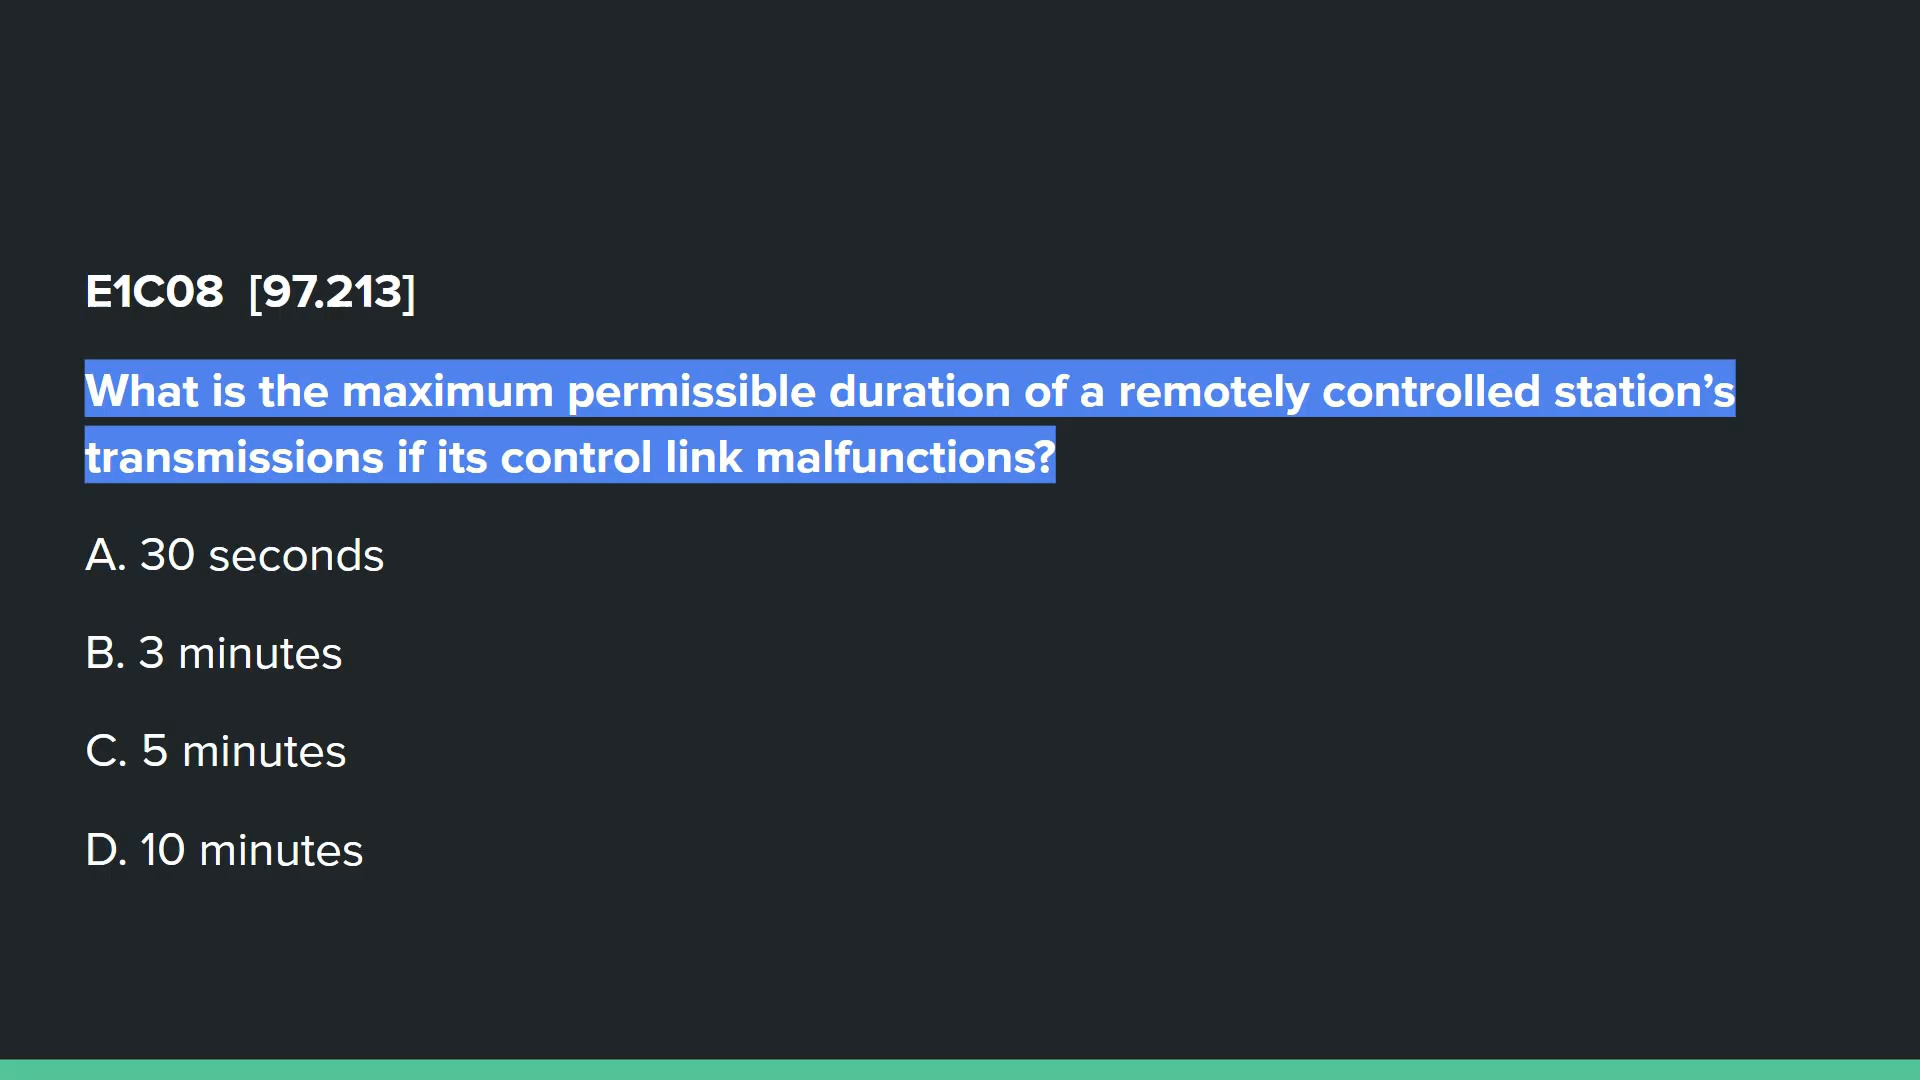 E1C08 [97.213]
What is the maximum permissible duration of a remotely controlled station’s
transmissions if its control link malfunctions?
A. 30 seconds
B. 3 minutes
C. 5 minutes
D. 10 minutes